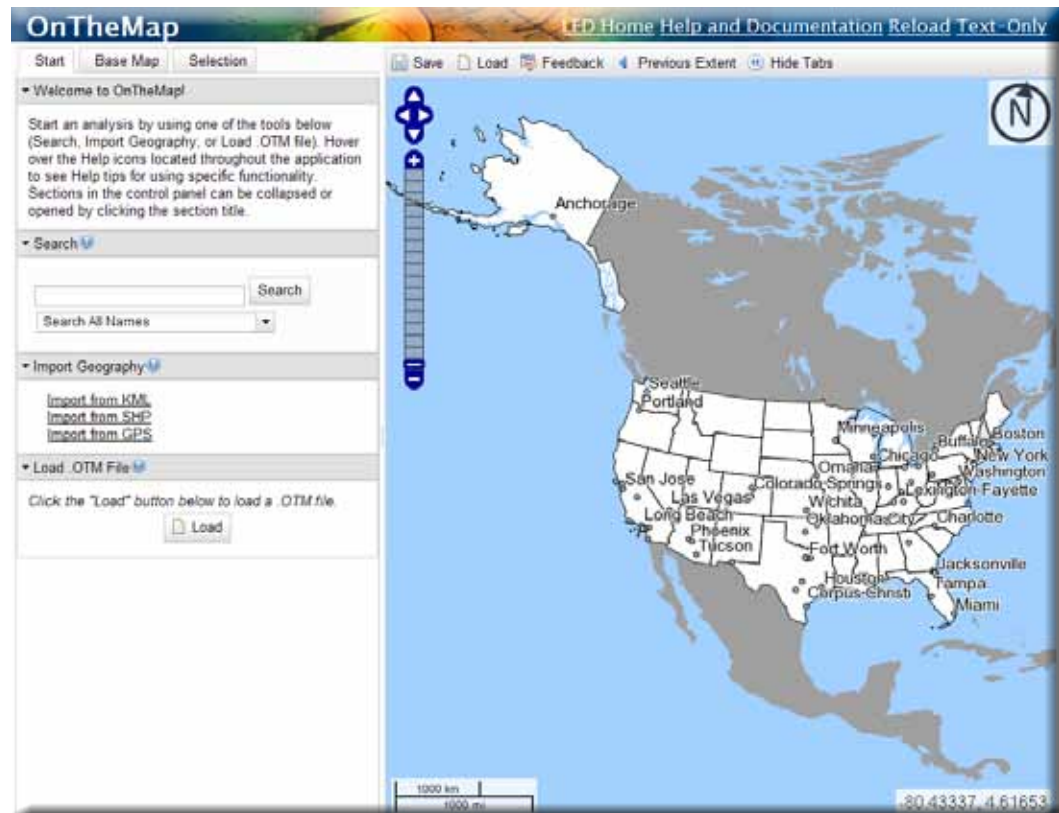 OnTheMap
LED Home Help and Documentation Reload Text-Only
Start Base Map Selection
Save Load Feedback Previous Extent Hide Tabs
Welcome to OnTheMap!
Start an analysis by using one of the tools below
(Search, Import Geography, or Load .OTM file). Hover
over the Help icons located throughout the application
to see Help tips for using specific functionality.
Sections in the control panel can be collapsed or
opened by clicking the section title.
Search
Search
Search All Names
Import Geography
Import from KML
Import from SHP
Import from GPS
Load .OTM File
Click the "Load" button below to load a .OTM file.
Load
N
Anchorage
Seattle
Portland
Minneapolis
Buffalo
Boston
Chicago
New York
Omaha
Washington
San Jose
Colorado Springs
Lexington-Fayette
Las Vegas
Wichita
Long Beach
Oklahoma City
Charlotte
Phoenix
Tucson
Fort Worth
Jacksonville
Houston
Tampa
Corpus Christi
Miami
1000 km
1000 mi
-80.43337, 4.61653